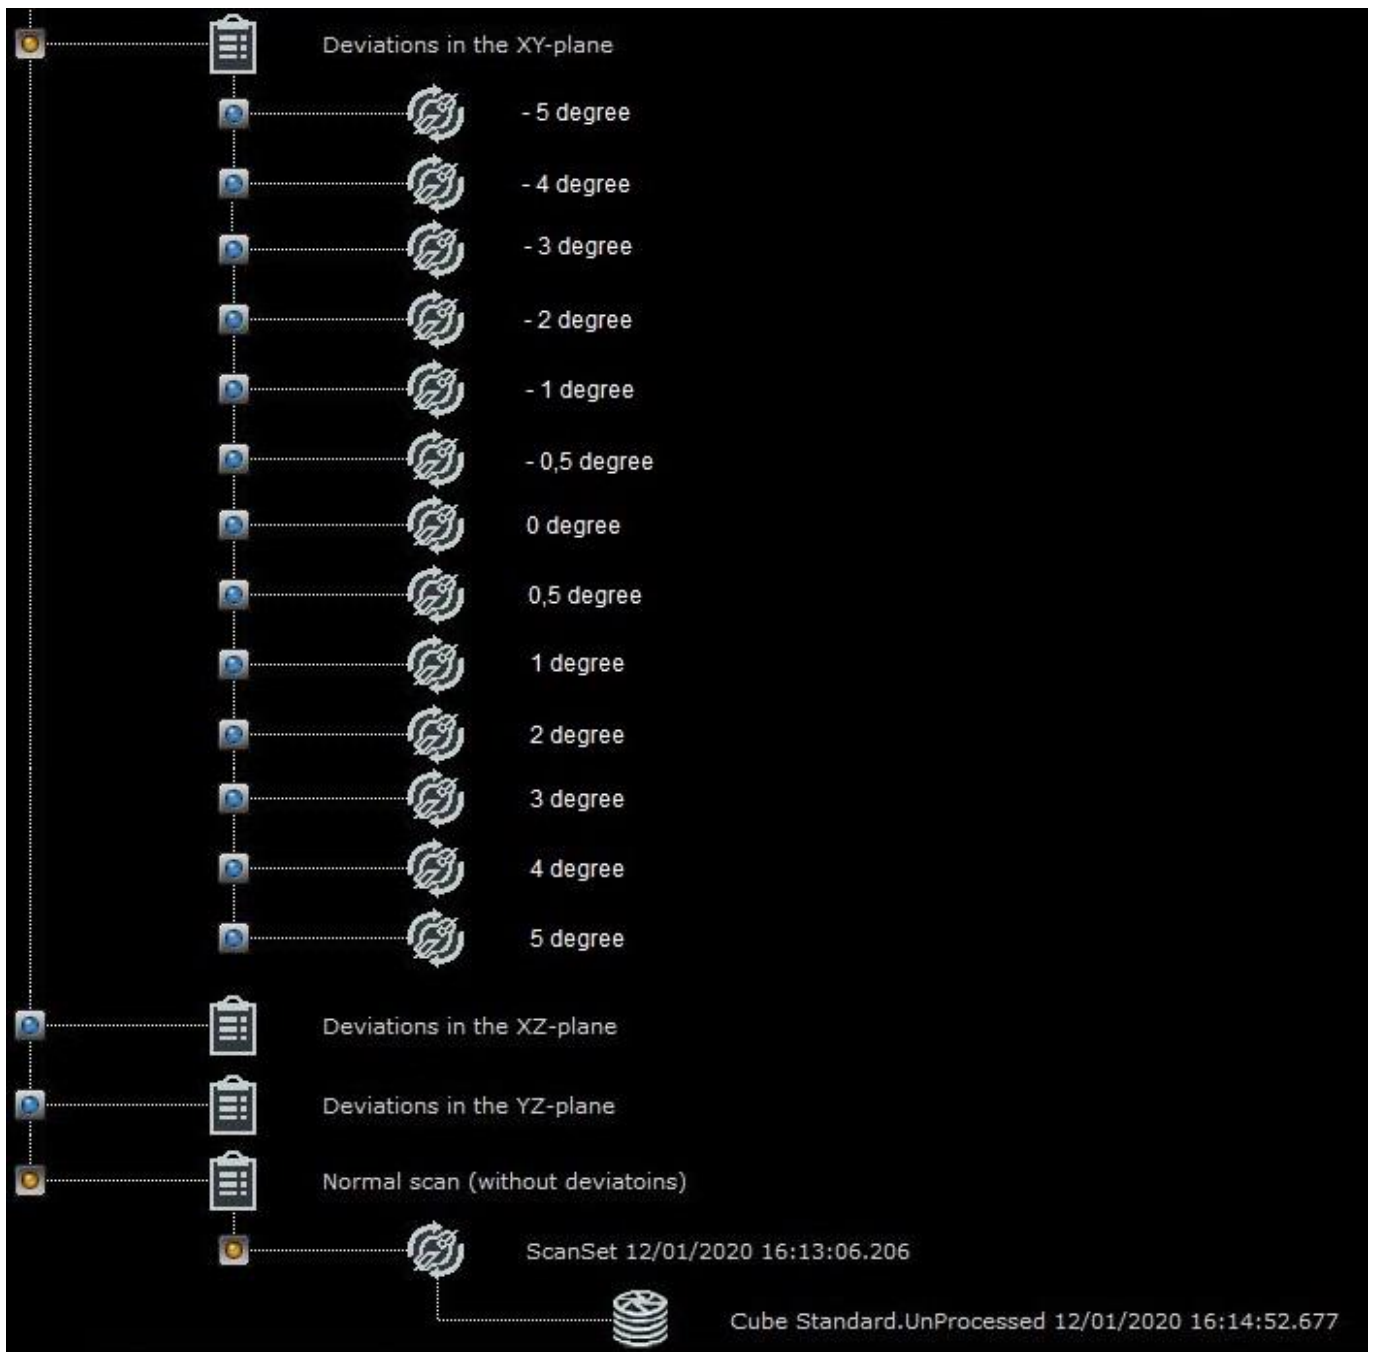 Deviations in the XY-plane
- 5 degree
- 4 degree
- 3 degree
- 2 degree
- 1 degree
- 0,5 degree
0 degree
0,5 degree
1 degree
2 degree
3 degree
4 degree
5 degree
Deviations in the XZ-plane
Deviations in the YZ-plane
Normal scan (without deviatoins)
ScanSet 12/01/2020 16:13:06.206
Cube Standard.UnProcessed 12/01/2020 16:14:52.677